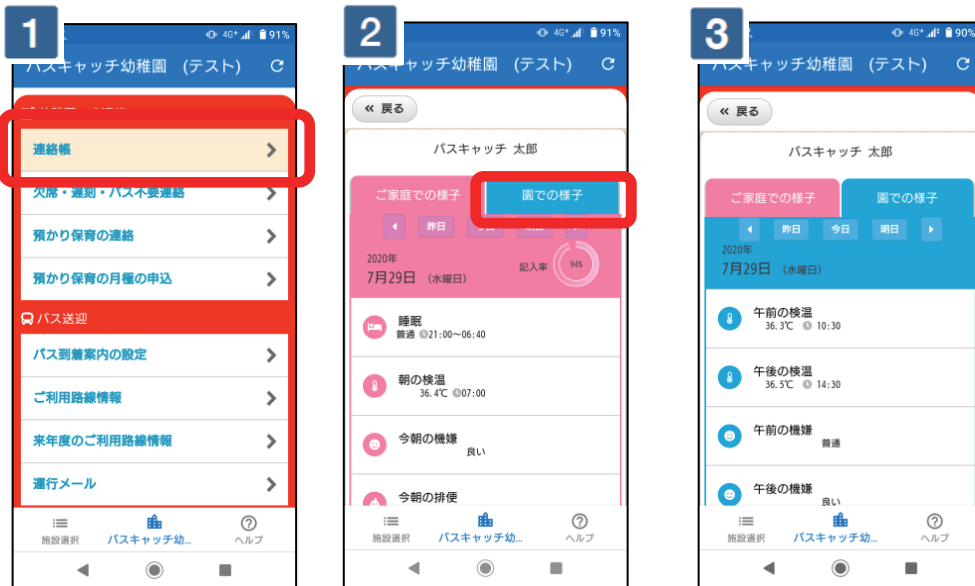 1
4G+ 91%
バスキャッチ幼稚園 (テスト)
連絡帳
欠席・遅刻・バス不要連絡
預かり保育の連絡
預かり保育の月極の申込
バス送迎
バス到着案内の設定
ご利用路線情報
来年度のご利用路線情報
運行メール
施設選択
バスキャッチ幼...
ヘルプ
2
4G+ 91%
バスキャッチ幼稚園 (テスト)
« 戻る
バスキャッチ 太郎
ご家庭での様子
園での様子
昨日
今日
明日
2020年
7月29日 (水曜日)
記入率
94%
睡眠
普通 21:00〜06:40
朝の検温
36.4℃ 07:00
今朝の機嫌
良い
今朝の排便
施設選択
バスキャッチ幼...
ヘルプ
3
4G+ 90%
バスキャッチ幼稚園 (テスト)
« 戻る
バスキャッチ 太郎
ご家庭での様子
園での様子
昨日
今日
明日
2020年
7月29日 (水曜日)
午前の検温
36.3℃ 10:30
午後の検温
36.5℃ 14:30
午前の機嫌
普通
午後の機嫌
良い
施設選択
バスキャッチ幼...
ヘルプ